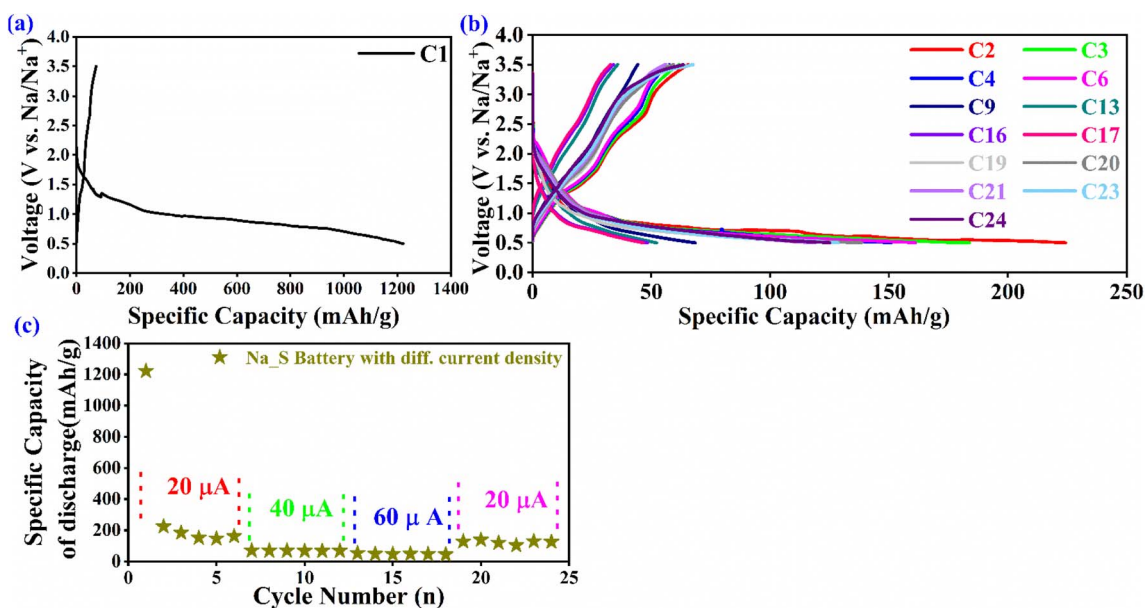 (a)
4.0
3.5
3.0
2.5
2.0
1.5
1.0
0.5
0.0
Voltage (V vs. Na/Na⁺)
C1
0 200 400 600 800 1000 1200 1400
Specific Capacity (mAh/g)
(b)
4.0
3.5
3.0
2.5
2.0
1.5
1.0
0.5
0.0
Voltage (V vs. Na/Na⁺)
C2 C3
C4 C6
C9 C13
C16 C17
C19 C20
C21 C23
C24
0 50 100 150 200 250
Specific Capacity (mAh/g)
(c)
1400
1200
1000
800
600
400
200
0
Specific Capacity
of discharge(mAh/g)
Na_S Battery with diff. current density
20 μA
40 μA
60 μ A
20 μA
0 5 10 15 20 25
Cycle Number (n)